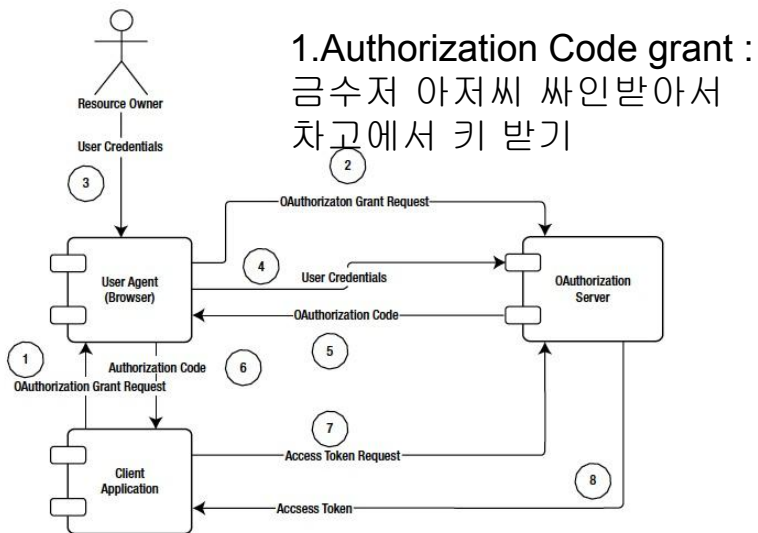 1.Authorization Code grant :
금수저 아저씨 싸인받아서
차고에서 키 받기
Resource Owner
User Credentials
3
2
OAuthorizaton Grant Request
User Agent
(Browser)
4
User Credentials
OAuthorization
Server
OAuthorization Code
5
1
OAuthorization Grant Request
Authorization Code
6
7
Access Token Request
Client
Application
8
Accsess Token